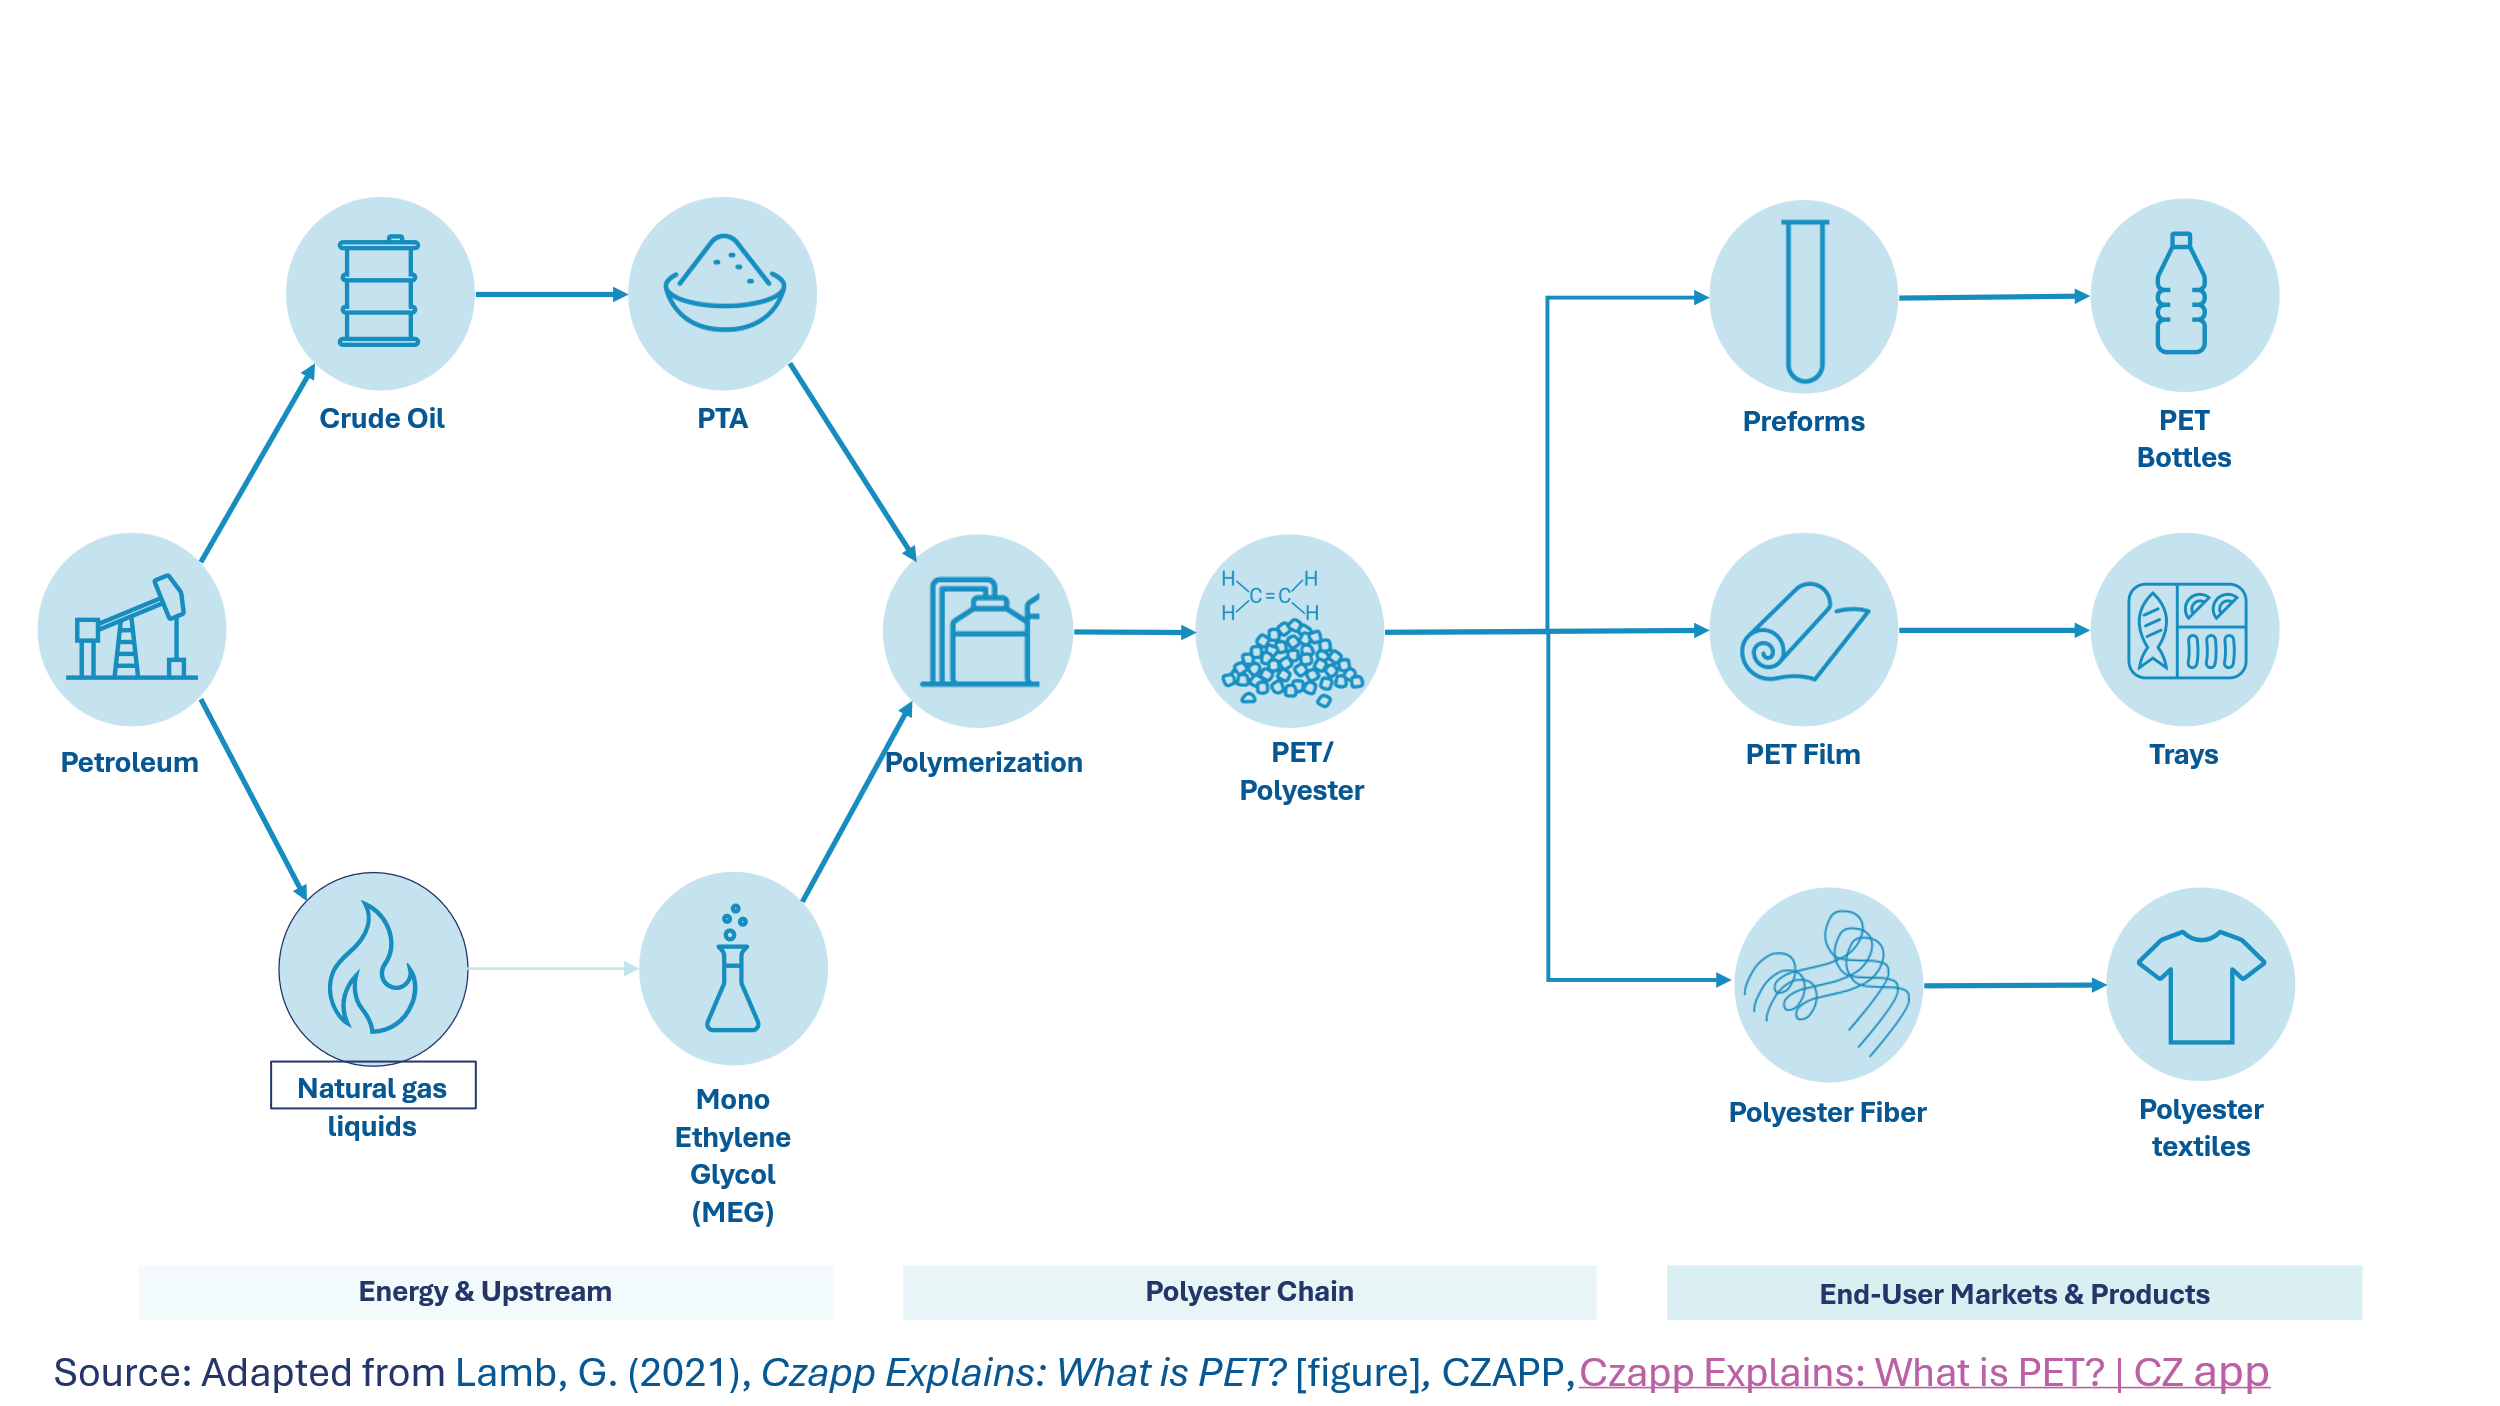 Crude Oil
PTA
Preforms
PET
Bottles
Petroleum
Polymerization
H H
C=C
H H
PET/
Polyester
PET Film
Trays
Natural gas
liquids
Mono
Ethylene
Glycol
(MEG)
Polyester Fiber
Polyester
textiles
Energy & Upstream
Polyester Chain
End-User Markets & Products
Source: Adapted from Lamb, G. (2021), Czapp Explains: What is PET? [figure], CZAPP, Czapp Explains: What is PET? | CZ app